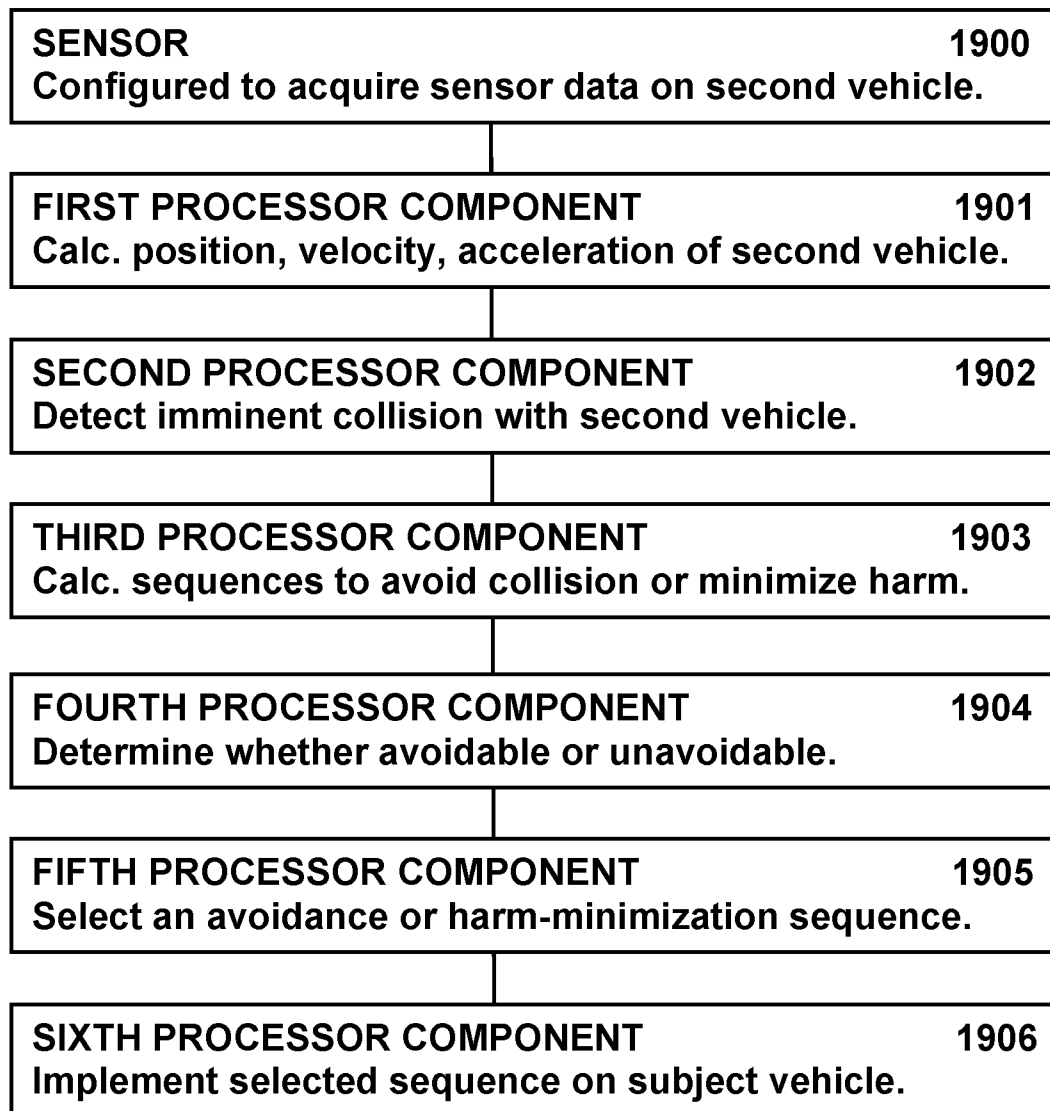 SENSOR 1900
Configured to acquire sensor data on second vehicle.
FIRST PROCESSOR COMPONENT 1901
Calc. position, velocity, acceleration of second vehicle.
SECOND PROCESSOR COMPONENT 1902
Detect imminent collision with second vehicle.
THIRD PROCESSOR COMPONENT 1903
Calc. sequences to avoid collision or minimize harm.
FOURTH PROCESSOR COMPONENT 1904
Determine whether avoidable or unavoidable.
FIFTH PROCESSOR COMPONENT 1905
Select an avoidance or harm-minimization sequence.
SIXTH PROCESSOR COMPONENT 1906
Implement selected sequence on subject vehicle.